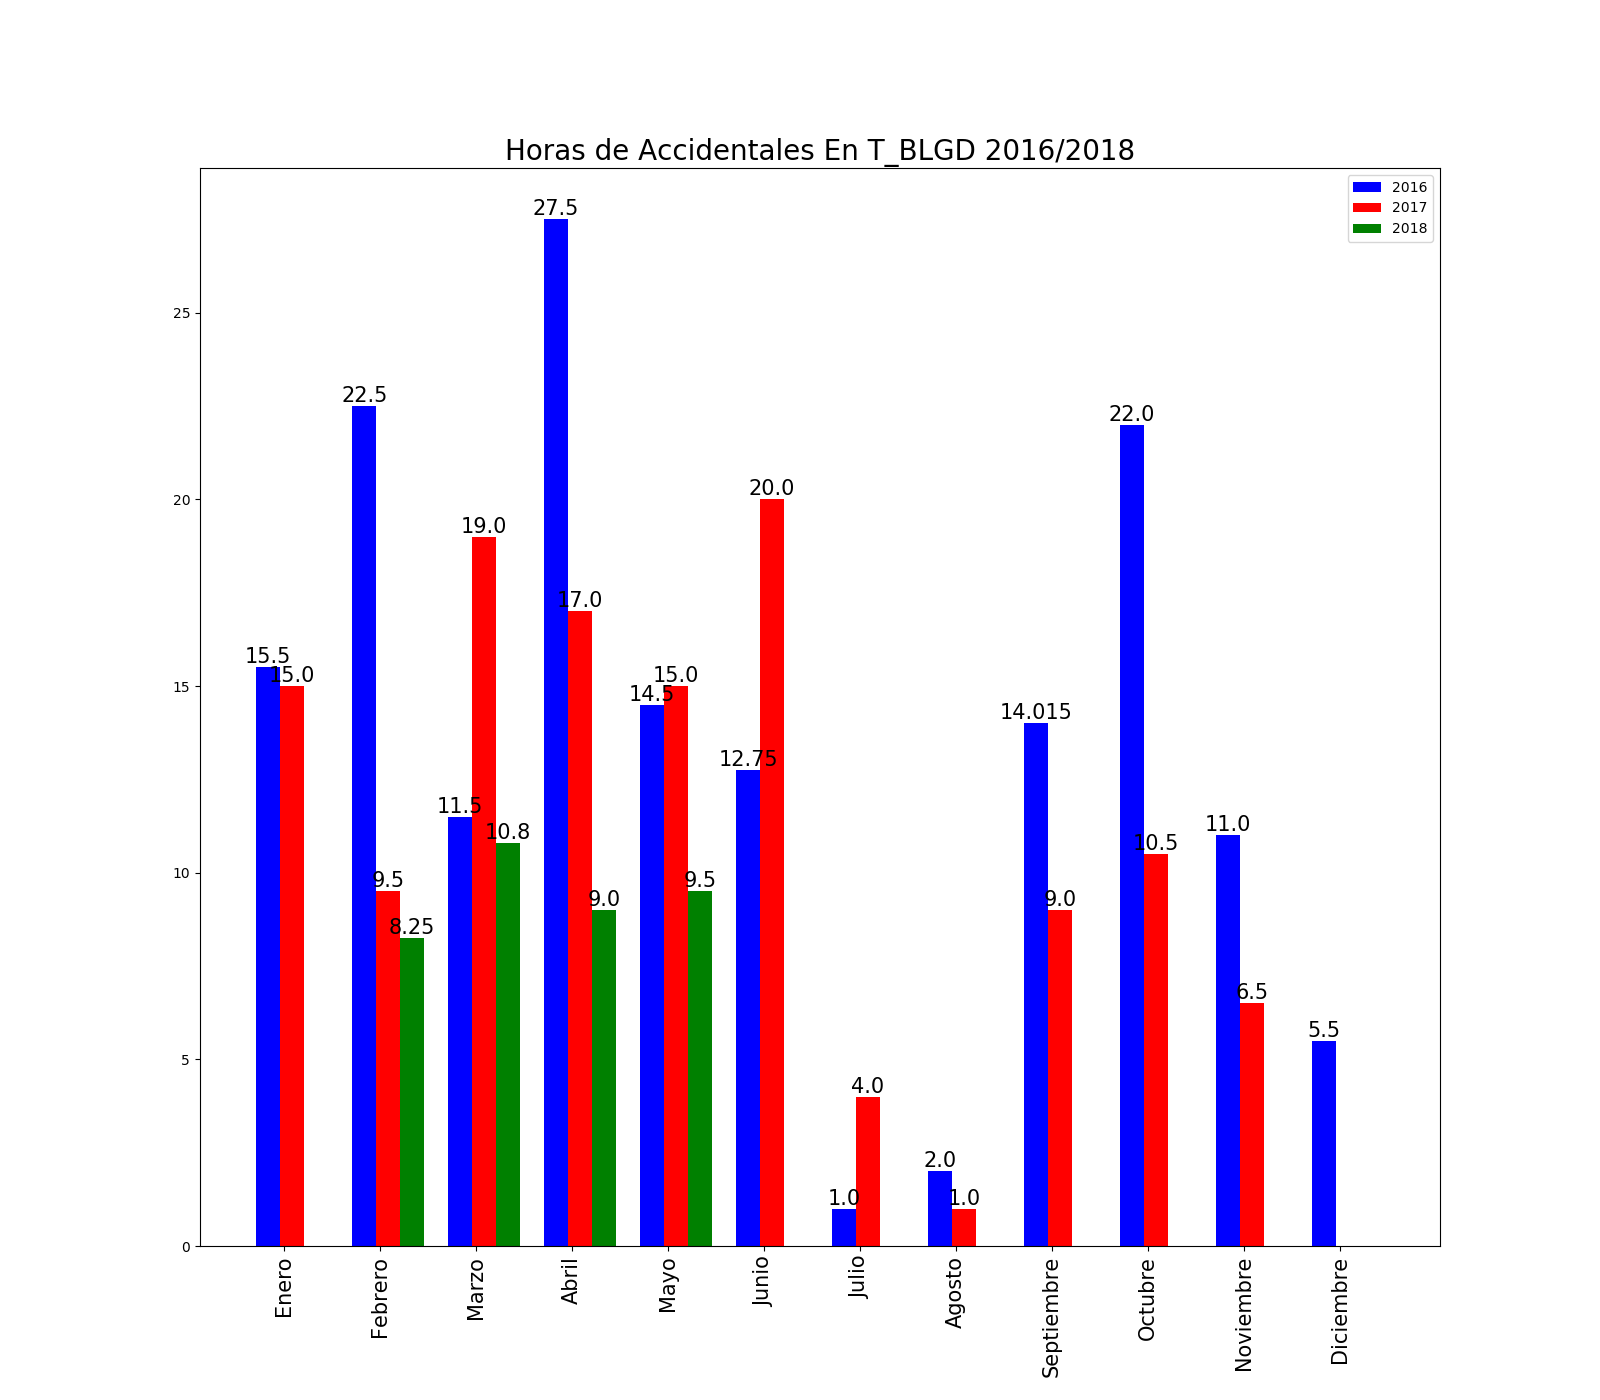 Horas de Accidentales En T_BLGD 2016/2018
2016
2017
2018
27.5
25
22.5
22.0
20
20.0
19.0
17.0
15.5
15.0
15
15.0
14.5
14.015
12.75
11.5
11.0
10.8
10.5
10
9.5
9.5
9.0
9.0
8.25
6.5
5
5.5
4.0
2.0
1.0
1.0
0
Enero
Febrero
Marzo
Abril
Mayo
Junio
Julio
Agosto
Septiembre
Octubre
Noviembre
Diciembre